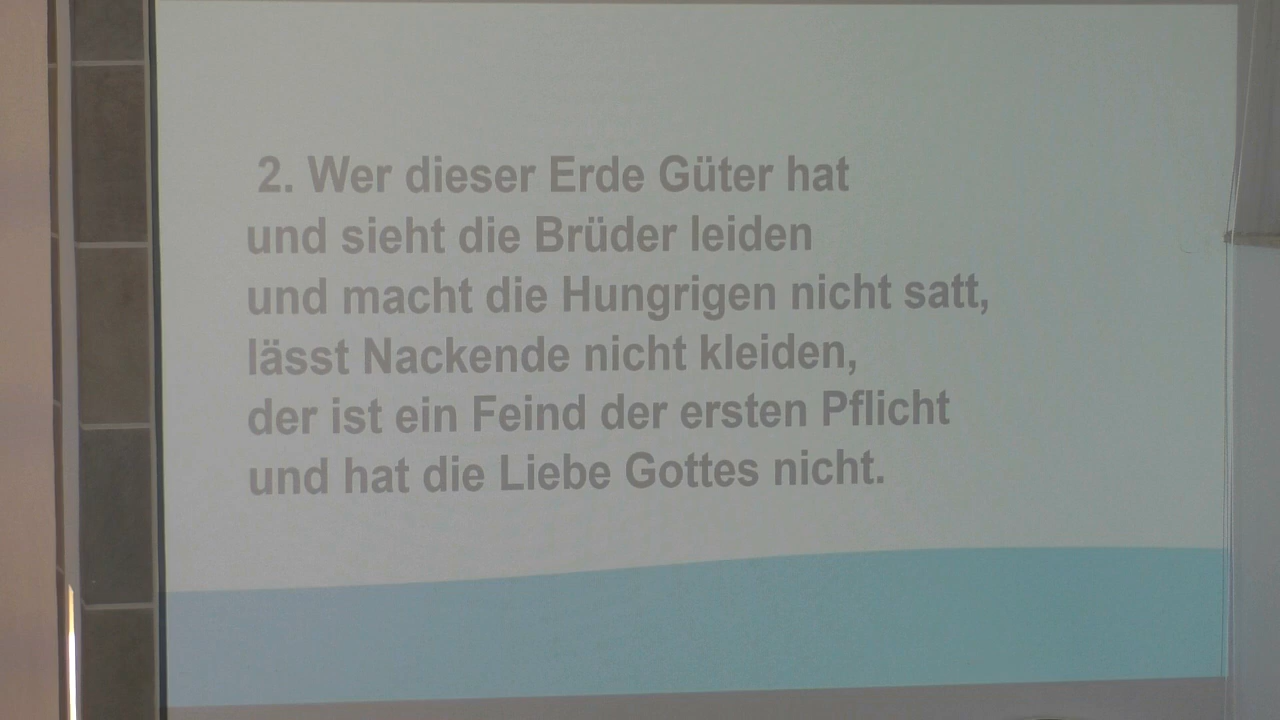 2. Wer dieser Erde Güter hat
und sieht die Brüder leiden
und macht die Hungrigen nicht satt,
lässt Nackende nicht kleiden,
der ist ein Feind der ersten Pflicht
und hat die Liebe Gottes nicht.